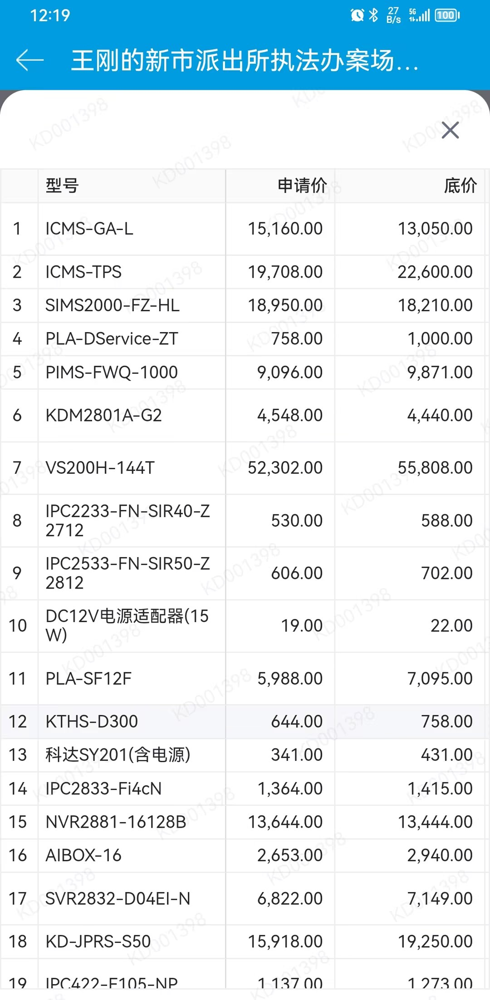 12:19
27 B/s 5G 100
王刚的新市派出所执法办案场...
型号 申请价 底价
1 ICMS-GA-L 15,160.00 13,050.00
2 ICMS-TPS 19,708.00 22,600.00
3 SIMS2000-FZ-HL 18,950.00 18,210.00
4 PLA-DService-ZT 758.00 1,000.00
5 PIMS-FWQ-1000 9,096.00 9,871.00
6 KDM2801A-G2 4,548.00 4,440.00
7 VS200H-144T 52,302.00 55,808.00
8 IPC2233-FN-SIR40-Z
2712 530.00 588.00
9 IPC2533-FN-SIR50-Z
2812 606.00 702.00
10 DC12V电源适配器(15
W) 19.00 22.00
11 PLA-SF12F 5,988.00 7,095.00
12 KTHS-D300 644.00 758.00
13 科达SY201(含电源) 341.00 431.00
14 IPC2833-Fi4cN 1,364.00 1,415.00
15 NVR2881-16128B 13,644.00 13,444.00
16 AIBOX-16 2,653.00 2,940.00
17 SVR2832-D04EI-N 6,822.00 7,149.00
18 KD-JPRS-S50 15,918.00 19,250.00
19 IPC422-F105-NP 1,137.00 1,273.00
KD001398